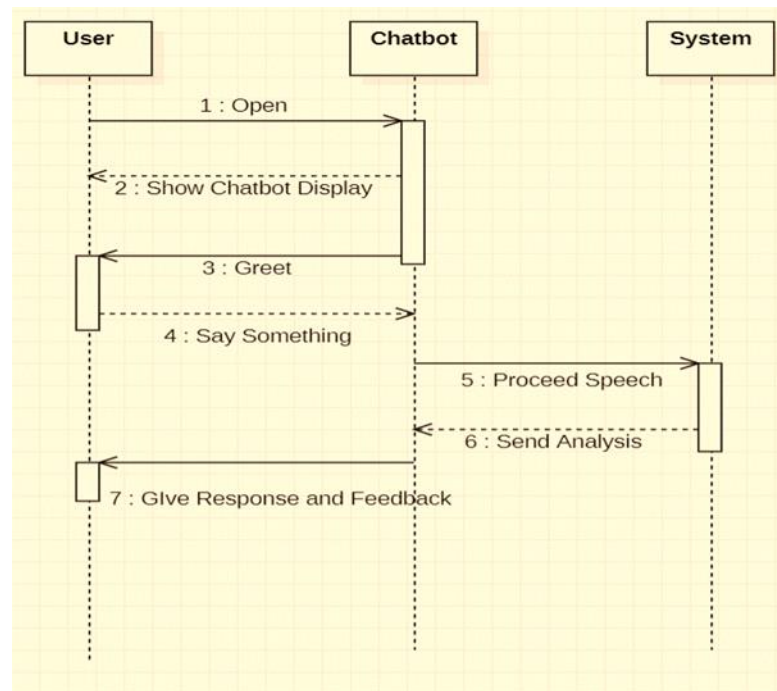 User Chatbot System
1 : Open
2 : Show Chatbot Display
3 : Greet
4 : Say Something
5 : Proceed Speech
6 : Send Analysis
7 : GIve Response and Feedback